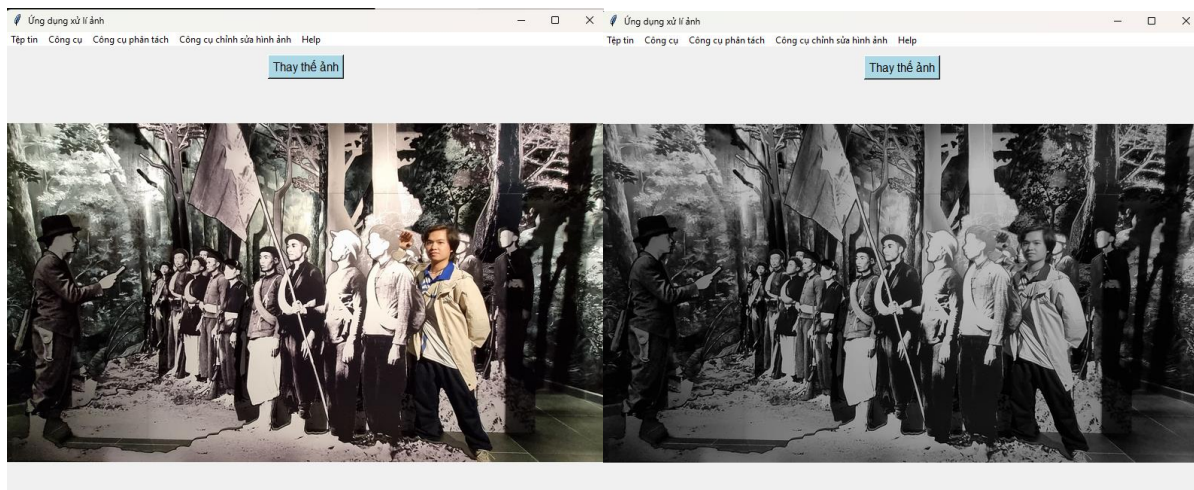 Ứng dụng xử lí ảnh
Tệp tin Công cụ Công cụ phân tách Công cụ chỉnh sửa hình ảnh Help
Thay thế ảnh
Ứng dụng xử lí ảnh
Tệp tin Công cụ Công cụ phân tách Công cụ chỉnh sửa hình ảnh Help
Thay thế ảnh